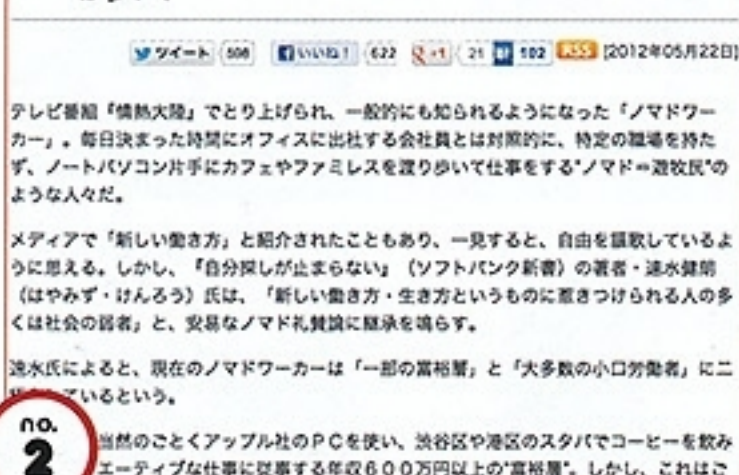 ツイート 508 いいね! 622 +1 21 B! 102 RSS [2012年05月22日]
テレビ番組「情熱大陸」でとり上げられ、一般的にも知られるようになった「ノマドワー
カー」。毎日決まった時間にオフィスに出社する会社員とは対照的に、特定の職場を持た
ず、ノートパソコン片手にカフェやファミレスを渡り歩いて仕事をする"ノマド=遊牧民"の
ような人々だ。
メディアで「新しい働き方」と紹介されたこともあり、一見すると、自由を謳歌しているよ
うに思える。しかし、『自分探しが止まらない』（ソフトバンク新書）の著者・速水健朗
（はやみず・けんろう）氏は、「新しい働き方・生き方というものに惹きつけられる人の多
くは社会の弱者」と、安易なノマド礼賛論に警鐘を鳴らす。
速水氏によると、現在のノマドワーカーは「一部の富裕層」と「大多数の小口労働者」に二
ているという。
no.
2
当然のごとくアップル社のPCを使い、渋谷区や港区のスタバでコーヒーを飲み
エーティブな仕事に従事する年収600万円以上の"富裕層"。しかし、これはご